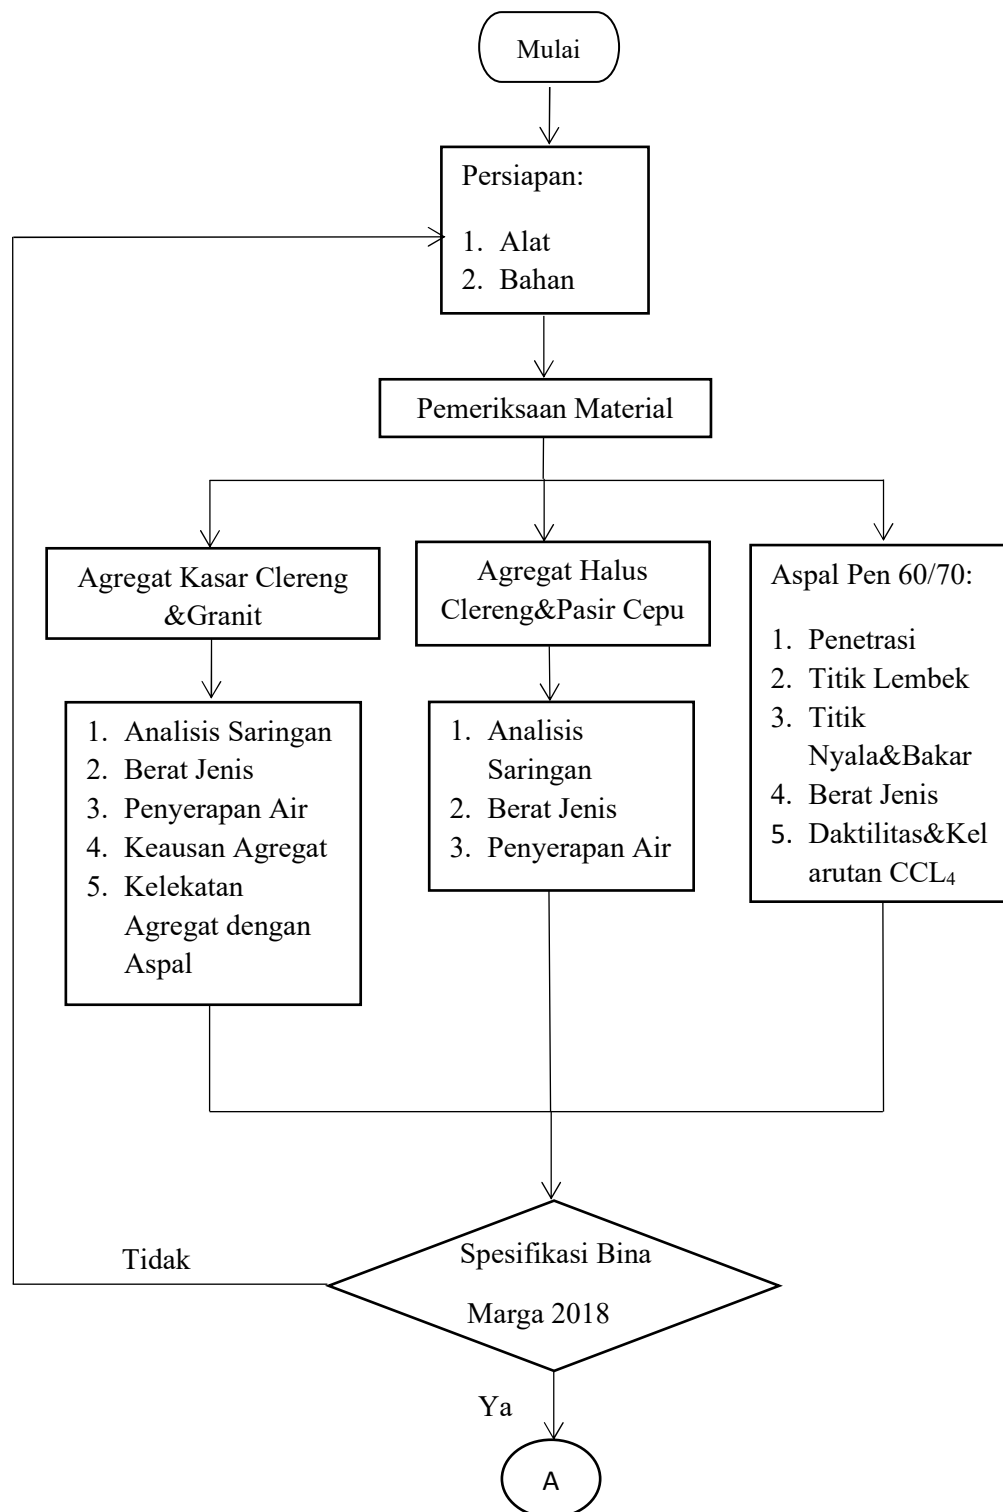 Mulai
Persiapan:
1. Alat
2. Bahan
Pemeriksaan Material
Agregat Kasar Clereng
&Granit
1. Analisis Saringan
2. Berat Jenis
3. Penyerapan Air
4. Keausan Agregat
5. Kelekatan
Agregat dengan
Aspal
Agregat Halus
Clereng&Pasir Cepu
1. Analisis
Saringan
2. Berat Jenis
3. Penyerapan Air
Aspal Pen 60/70:
1. Penetrasi
2. Titik Lembek
3. Titik
Nyala&Bakar
4. Berat Jenis
5. Daktilitas&Kel
arutan CCL₄
Tidak
Spesifikasi Bina
Marga 2018
Ya
A